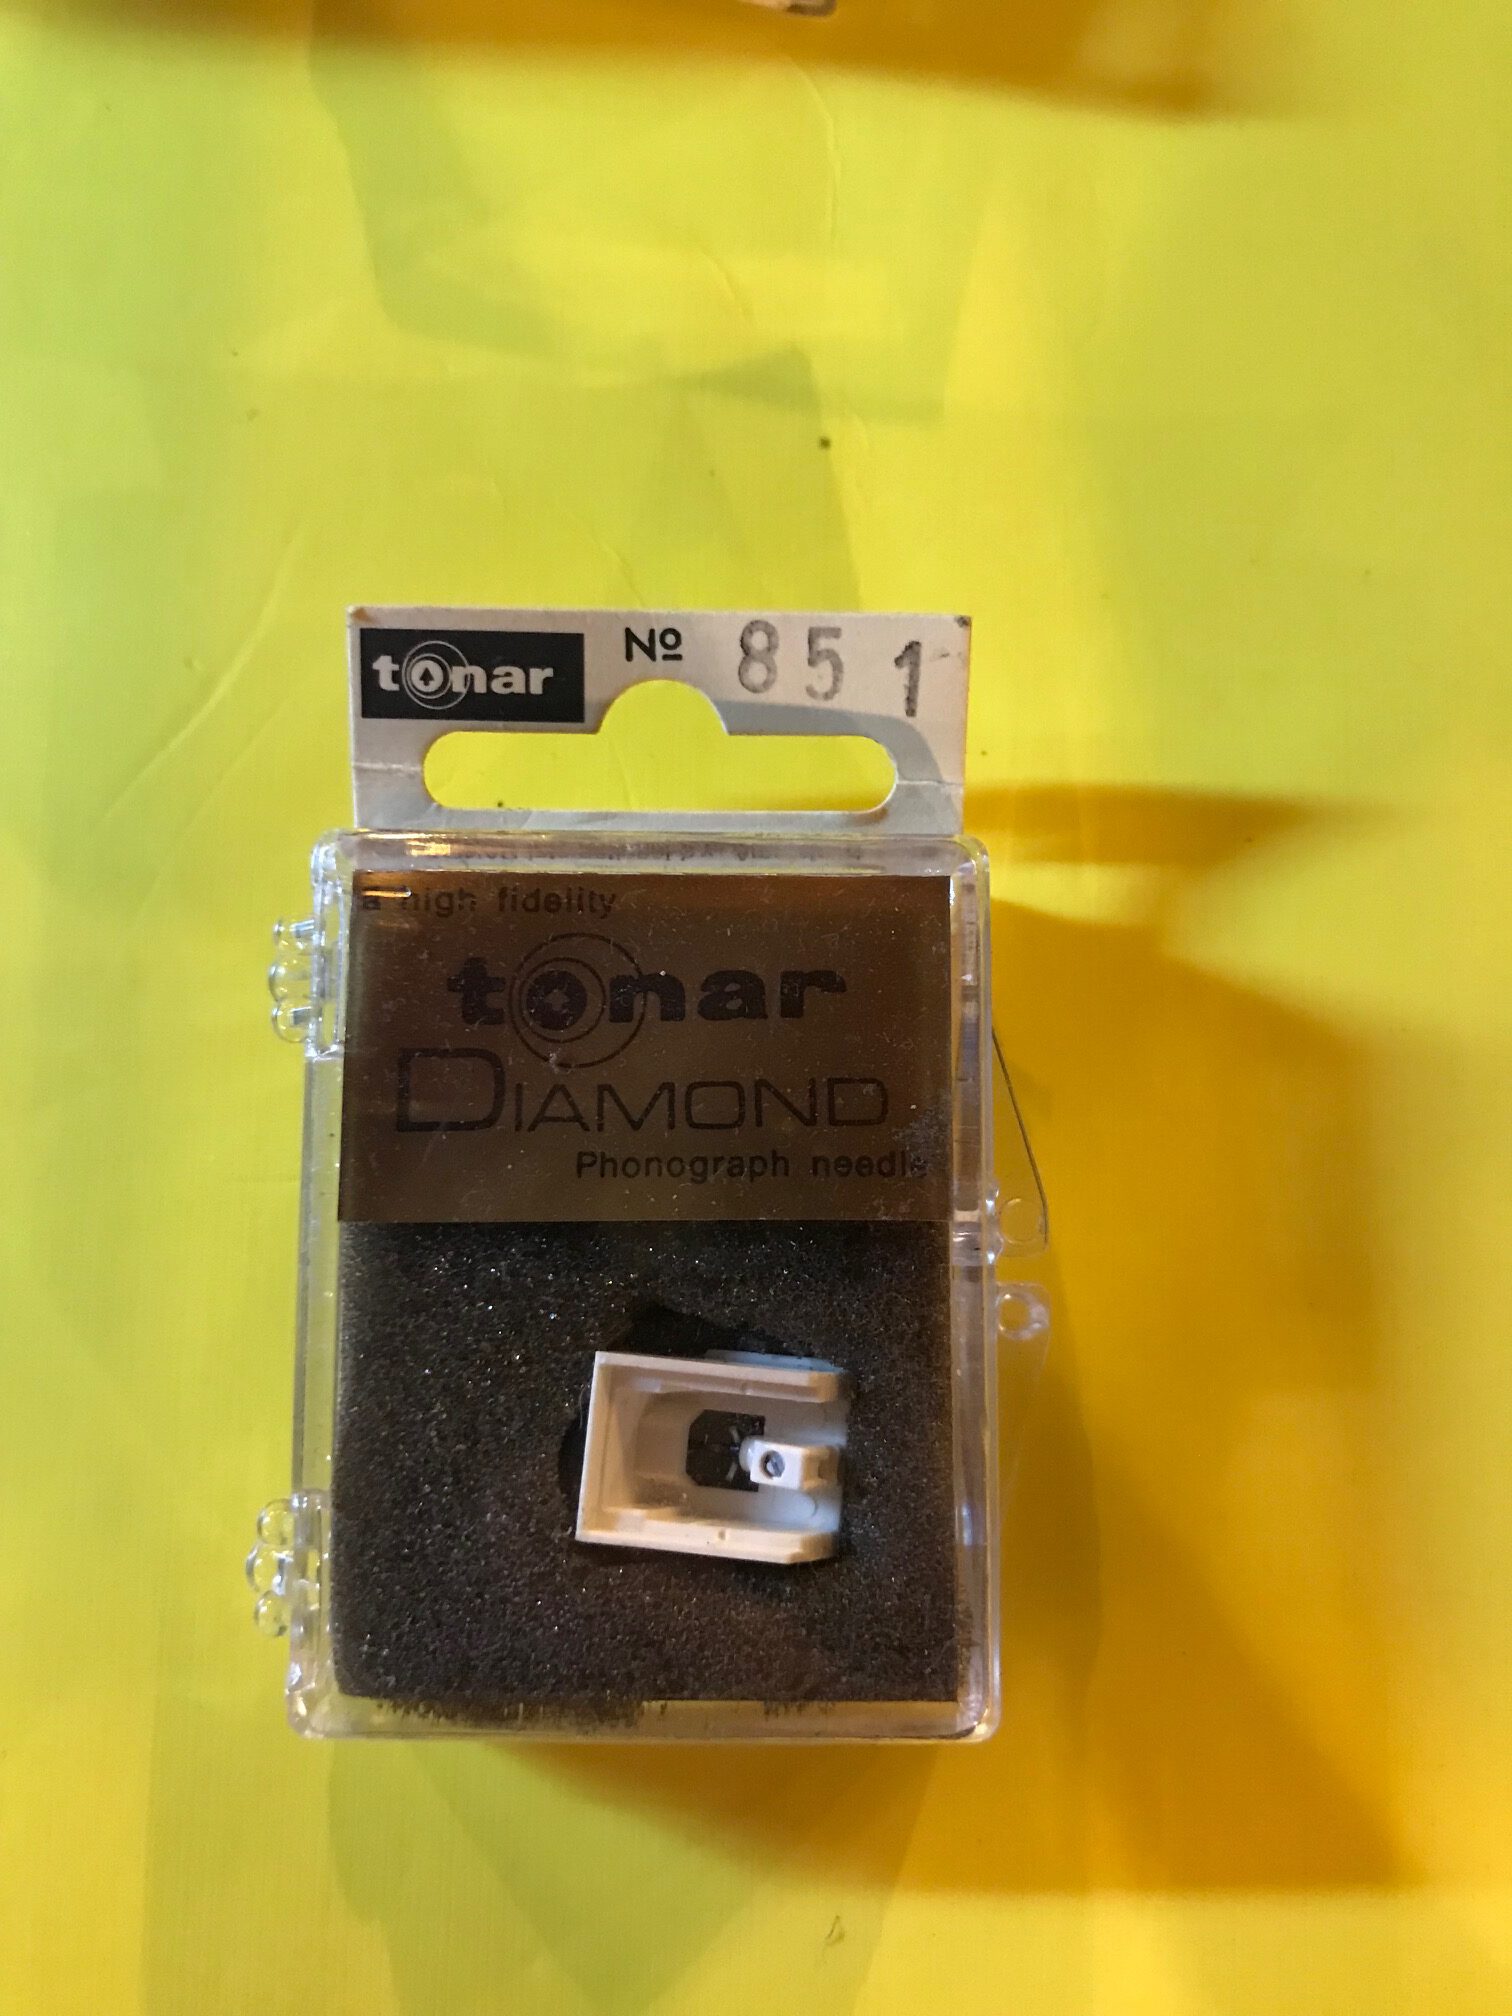 tonar
Nº 851
a high fidelity
tonar
DIAMOND
Phonograph needle